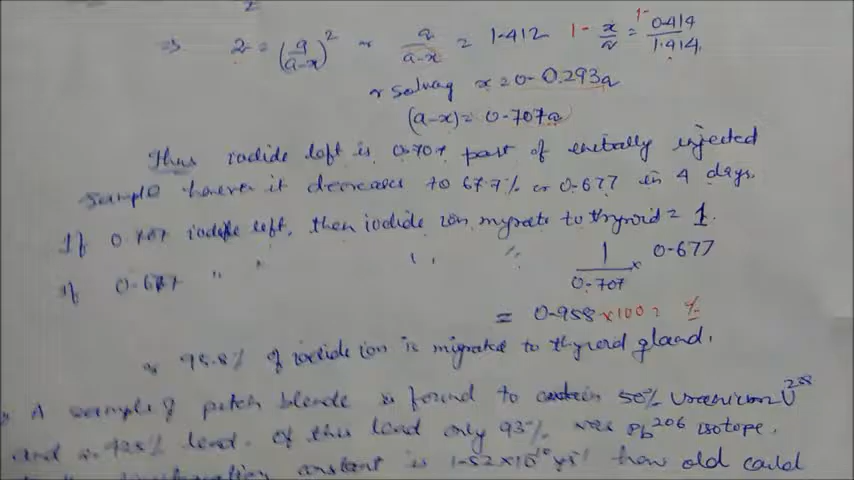 2
⇒ 2 = (a/a-x)² ~ a/a-x = 1.412 1 - x/a = 1- 0.414/1.414
~ solving x = 0- 0.293a
(a-x) = 0.707a
Thus iodide left is 0.707 part of initially injected
sample however it decreases to 67.7% or 0.677 in 4 days.
If 0.707 iodide left, then iodide ion migrate to thyroid = 1.
If 0.677 " " " " 1/0.707 × 0.677
= 0.958 × 100 = %
~ 95.8% of iodide ion is migrated to thyroid gland.
A sample of pitch blende is found to contain 50% Uranium U²³⁸
and 2.425% lead. Of this lead only 93% was Pb²⁰⁶ isotope.
constant is 1.52×10⁻¹⁰ yr⁻¹ how old could